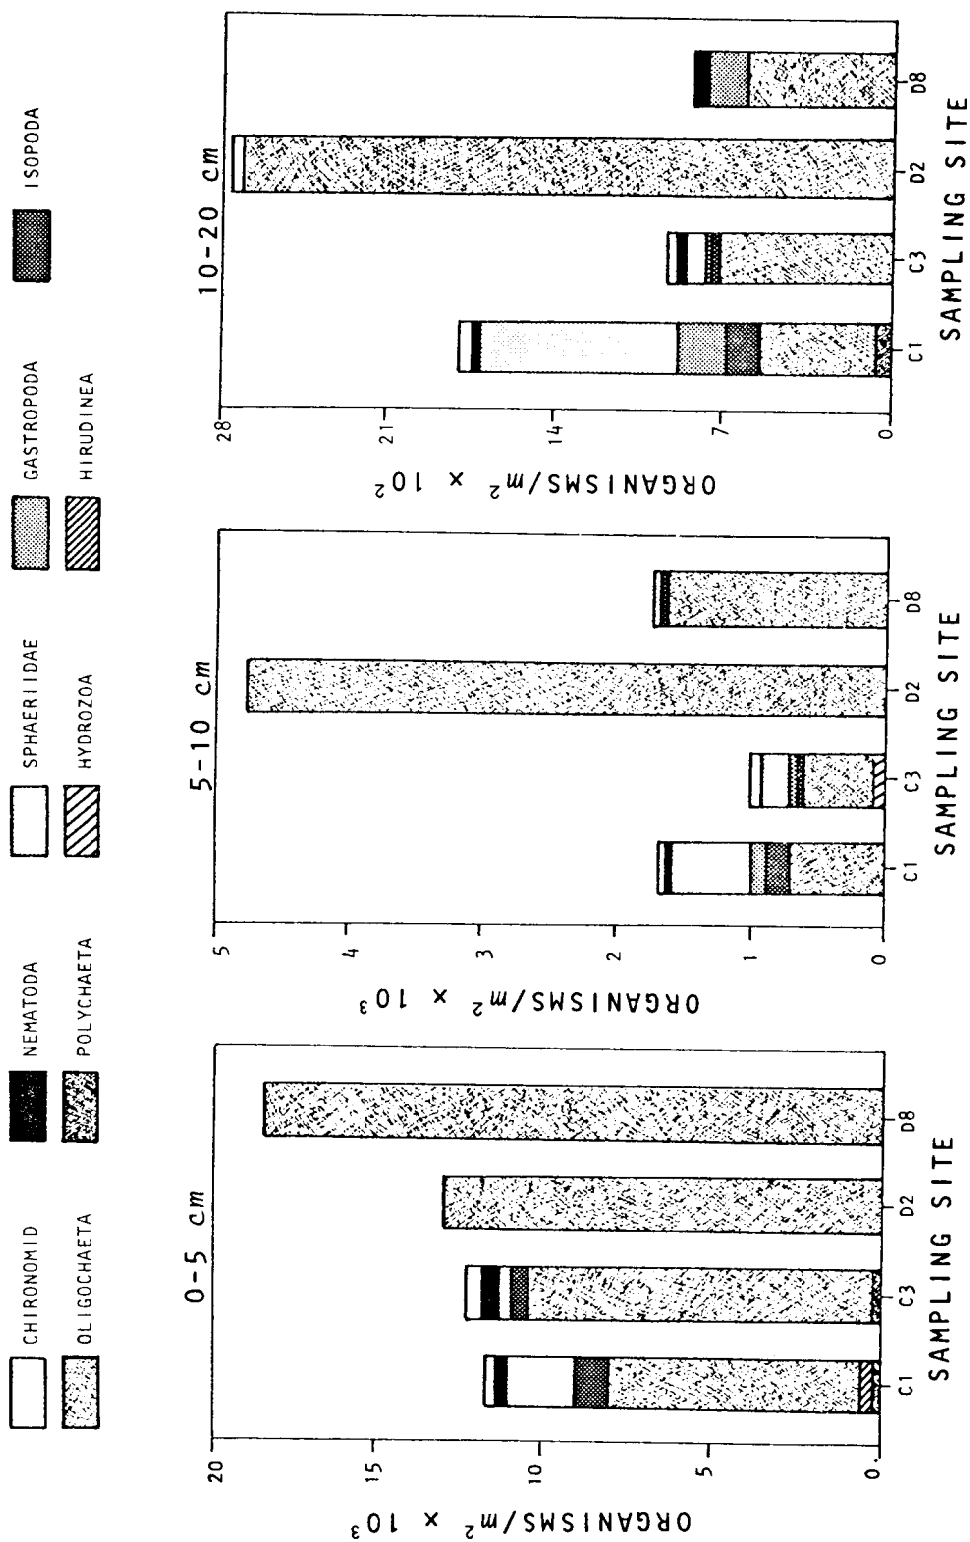 CHIRONOMID NEMATODA SPHAERIIDAE GASTROPODA ISOPODA
OLIGOCHAETA POLYCHAETA HYDROZOA HIRUDINEA
0-5 cm
20
15
10
5
0.
ORGANISMS/m² × 10³
C1 C3 D2 D8
SAMPLING SITE
5-10 cm
5
4
3
2
1
0
ORGANISMS/m² × 10³
C1 C3 D2 D8
SAMPLING SITE
10-20 cm
28
21
14
7
0
ORGANISMS/m² × 10²
C1 C3 D2 D8
SAMPLING SITE